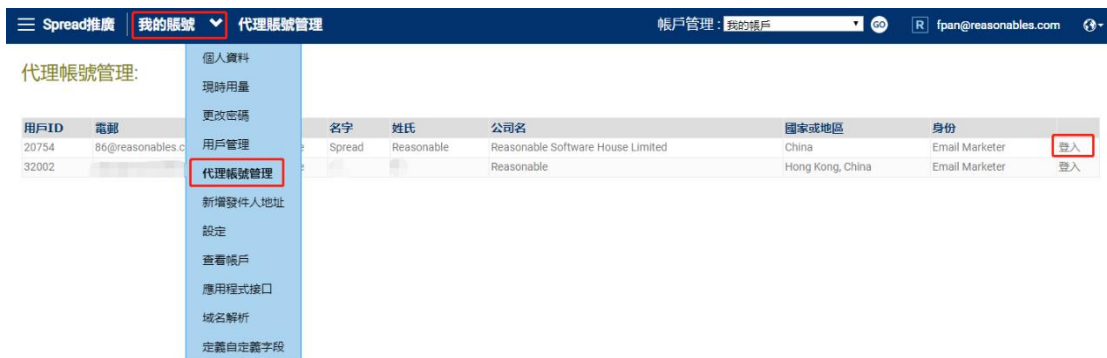 Spread推廣 我的賬號 代理賬號管理 帳戶管理 : 我的帳戶 GO R fpan@reasonables.com
代理帳號管理:
個人資料
現時用量
更改密碼
用戶ID 電郵 名字 姓氏 公司名 國家或地區 身份
20754 86@reasonables.c 用戶管理 Spread Reasonable Reasonable Software House Limited China Email Marketer 登入
32002 代理帳號管理 Reasonable Hong Kong, China Email Marketer 登入
新增發件人地址
設定
查看帳戶
應用程式接口
域名解析
定義自定義字段